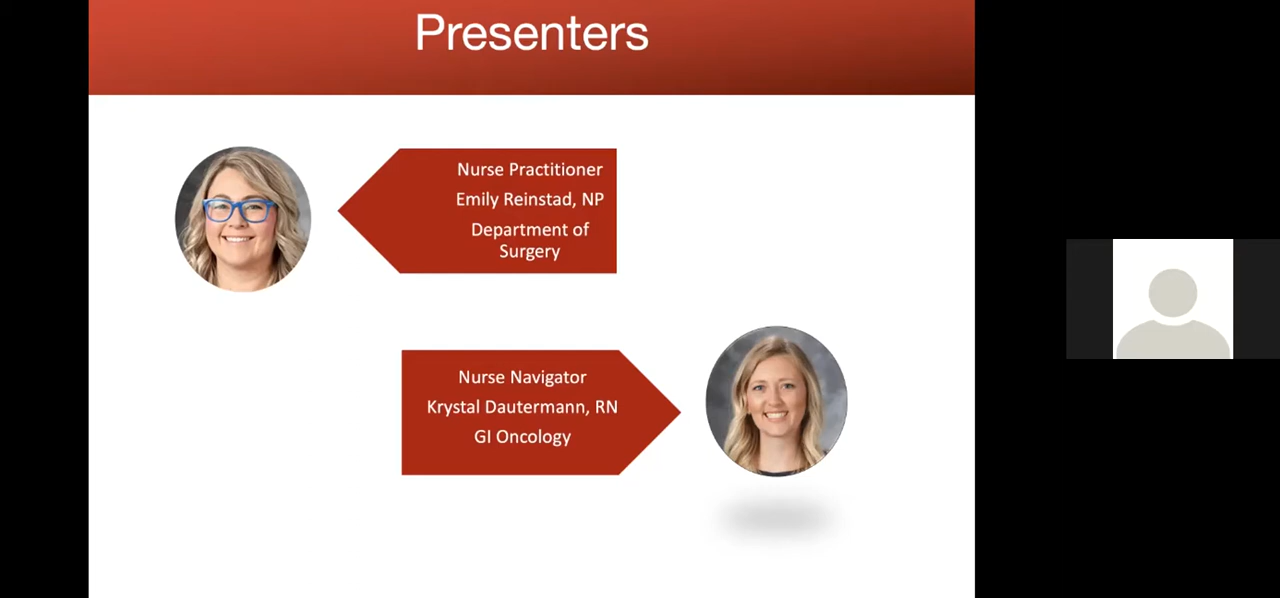 Presenters
Nurse Practitioner
Emily Reinstad, NP
Department of
Surgery
Nurse Navigator
Krystal Dautermann, RN
GI Oncology